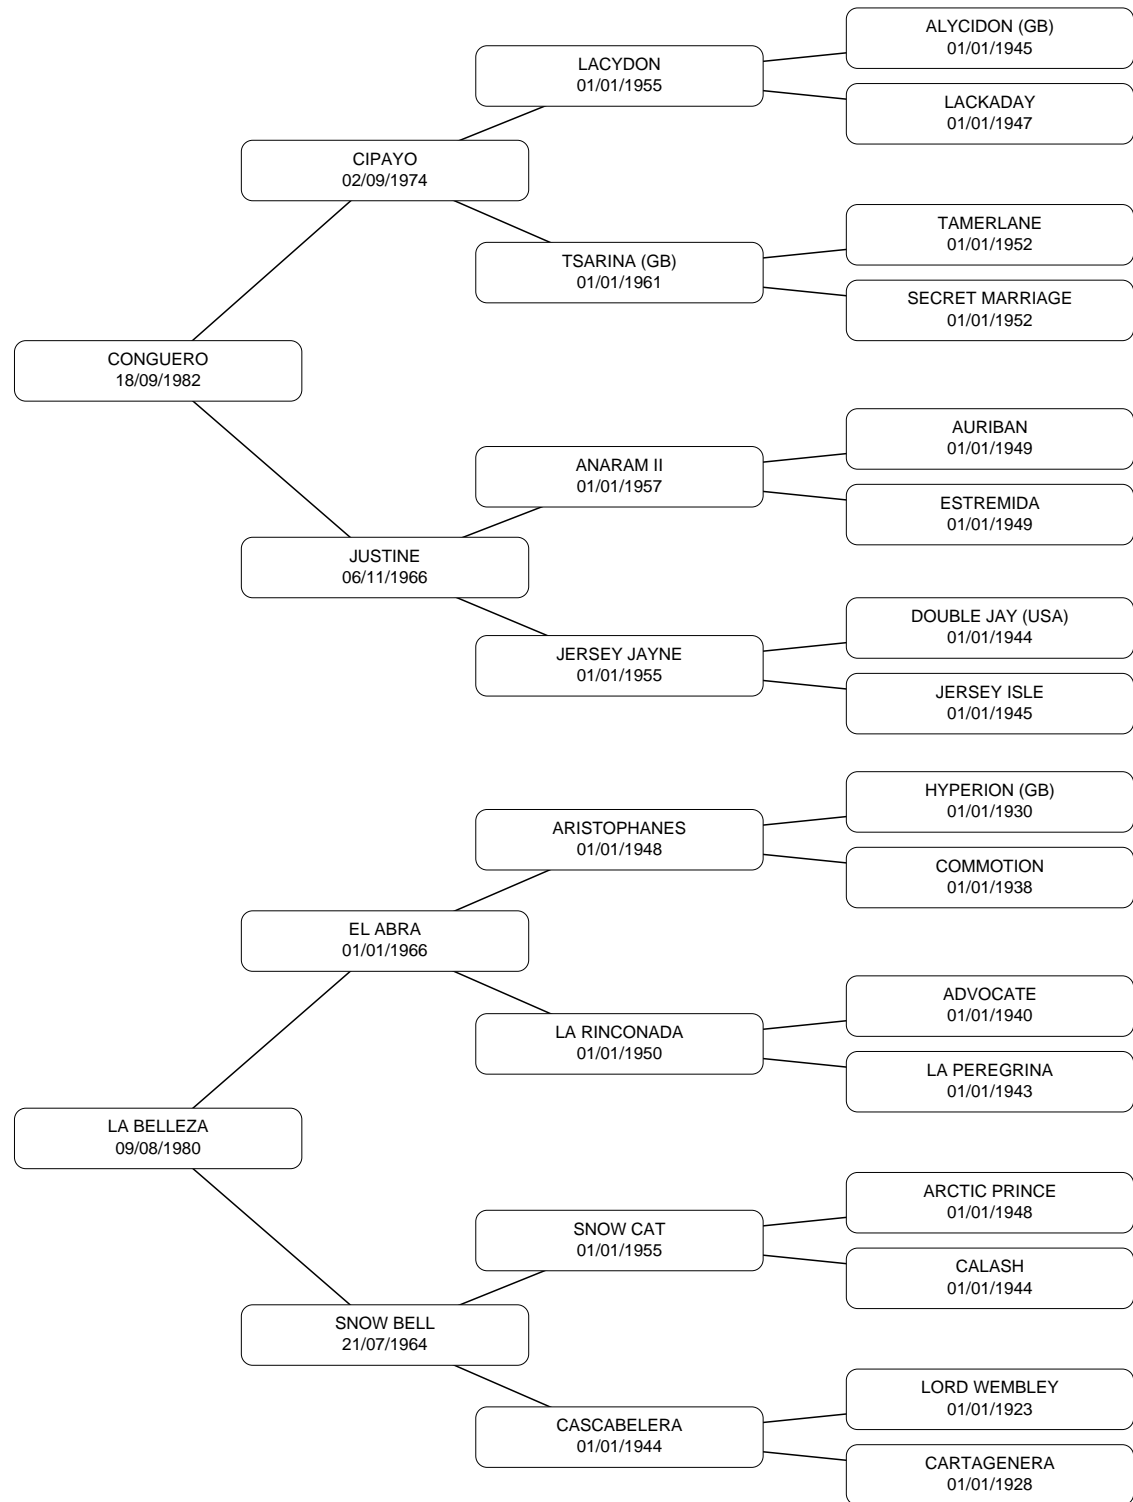 ALYCIDON (GB)
01/01/1945
LACYDON
01/01/1955
LACKADAY
01/01/1947
CIPAYO
02/09/1974
TAMERLANE
01/01/1952
TSARINA (GB)
01/01/1961
SECRET MARRIAGE
01/01/1952
CONGUERO
18/09/1982
AURIBAN
01/01/1949
ANARAM II
01/01/1957
ESTREMIDA
01/01/1949
JUSTINE
06/11/1966
DOUBLE JAY (USA)
01/01/1944
JERSEY JAYNE
01/01/1955
JERSEY ISLE
01/01/1945
HYPERION (GB)
01/01/1930
ARISTOPHANES
01/01/1948
COMMOTION
01/01/1938
EL ABRA
01/01/1966
ADVOCATE
01/01/1940
LA RINCONADA
01/01/1950
LA PEREGRINA
01/01/1943
LA BELLEZA
09/08/1980
ARCTIC PRINCE
01/01/1948
SNOW CAT
01/01/1955
CALASH
01/01/1944
SNOW BELL
21/07/1964
LORD WEMBLEY
01/01/1923
CASCABELERA
01/01/1944
CARTAGENERA
01/01/1928